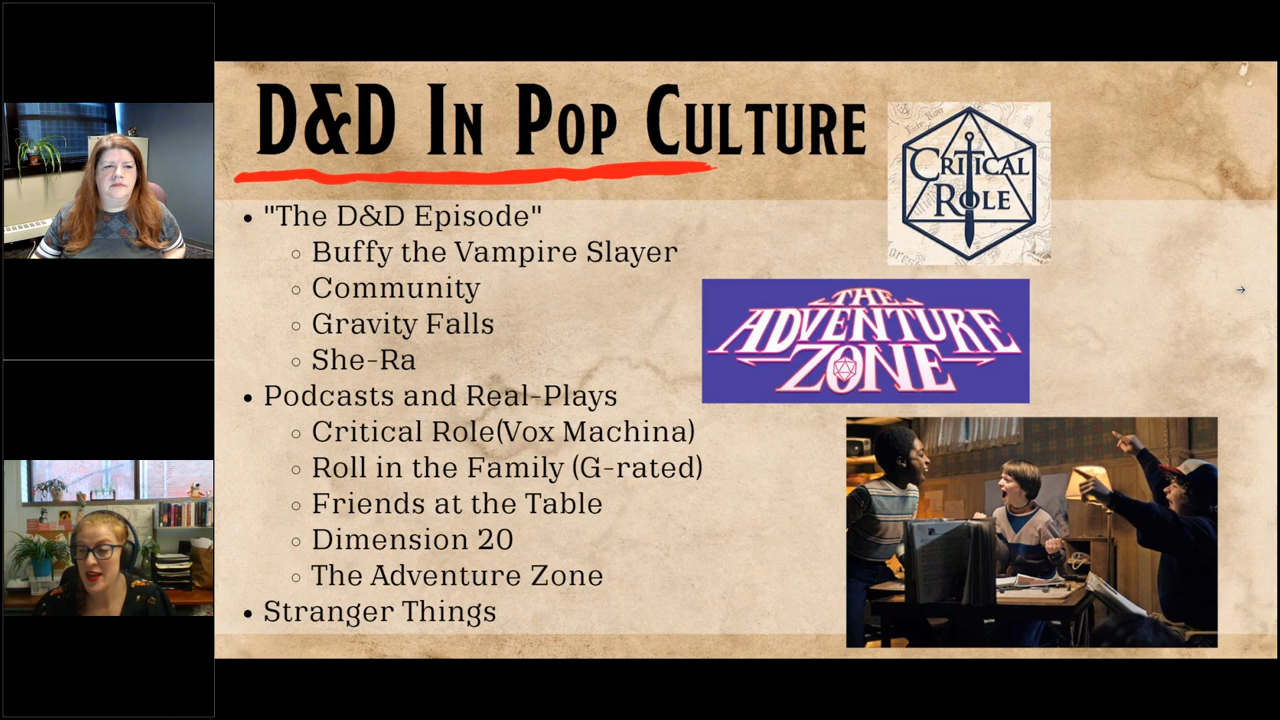 D&D In Pop Culture
• "The D&D Episode"
◦ Buffy the Vampire Slayer
◦ Community
◦ Gravity Falls
◦ She-Ra
• Podcasts and Real-Plays
◦ Critical Role(Vox Machina)
◦ Roll in the Family (G-rated)
◦ Friends at the Table
◦ Dimension 20
◦ The Adventure Zone
• Stranger Things
CRITICAL
ROLE
THE
ADVENTURE
ZONE